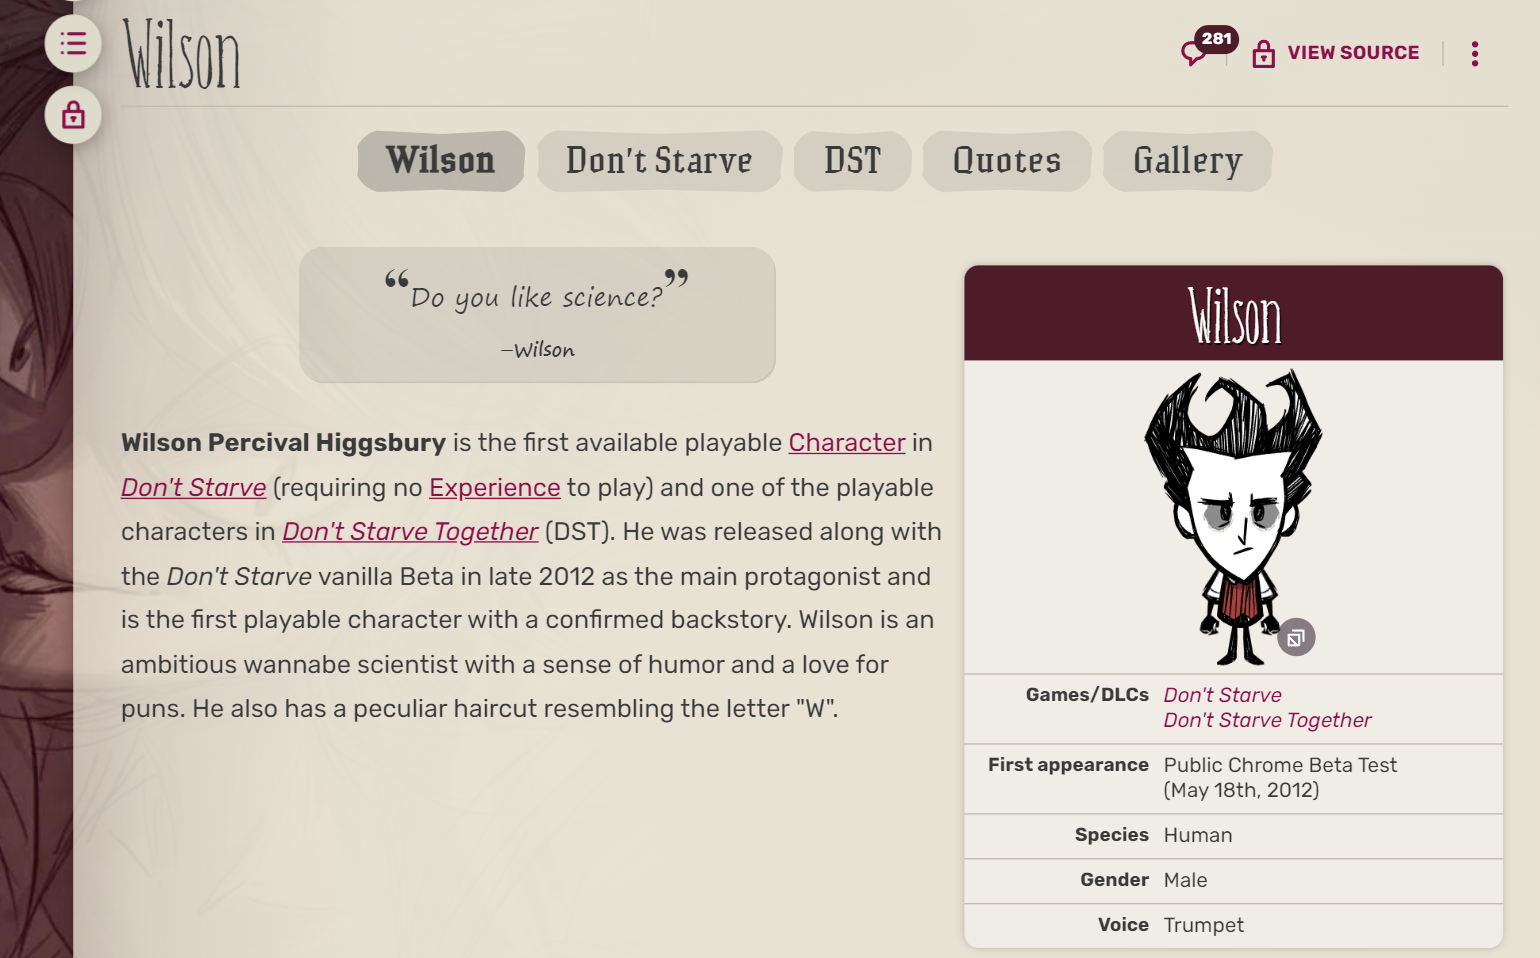 Wilson
281
VIEW SOURCE
Wilson
Don't Starve
DST
Quotes
Gallery
“Do you like science?”
–Wilson
Wilson Percival Higgsbury is the first available playable Character in
Don't Starve (requiring no Experience to play) and one of the playable
characters in Don't Starve Together (DST). He was released along with
the Don't Starve vanilla Beta in late 2012 as the main protagonist and
is the first playable character with a confirmed backstory. Wilson is an
ambitious wannabe scientist with a sense of humor and a love for
puns. He also has a peculiar haircut resembling the letter "W".
Wilson
Games/DLCs Don't Starve
Don't Starve Together
First appearance Public Chrome Beta Test
(May 18th, 2012)
Species Human
Gender Male
Voice Trumpet